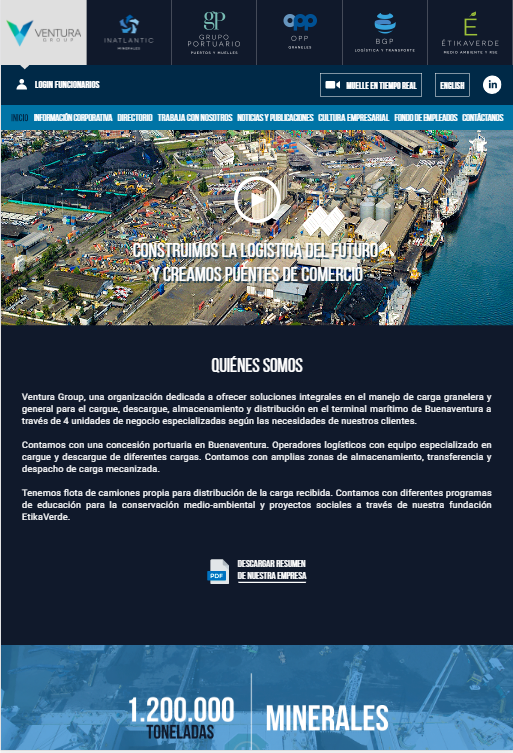 VENTURA
GROUP
INATLANTIC
MINERALES
gp
GRUPO
PORTUARIO
PUERTOS Y MUELLES
opp
OPP
GRANELES
BGP
LOGÍSTICA Y TRANSPORTE
ÉTIKAVERDE
MEDIO AMBIENTE Y RSE
LOGIN FUNCIONARIOS
MUELLE EN TIEMPO REAL
ENGLISH
in
INICIO INFORMACIÓN CORPORATIVA DIRECTORIO TRABAJA CON NOSOTROS NOTICIAS Y PUBLICACIONES CULTURA EMPRESARIAL FONDO DE EMPLEADOS CONTÁCTANOS
CONSTRUIMOS LA LOGÍSTICA DEL FUTURO
Y CREAMOS PUENTES DE COMERCIO
QUIÉNES SOMOS
Ventura Group, una organización dedicada a ofrecer soluciones integrales en el manejo de carga granelera y
general para el cargue, descargue, almacenamiento y distribución en el terminal marítimo de Buenaventura a
través de 4 unidades de negocio especializadas según las necesidades de nuestros clientes.
Contamos con una concesión portuaria en Buenaventura. Operadores logísticos con equipo especializado en
cargue y descargue de diferentes cargas. Contamos con amplias zonas de almacenamiento, transferencia y
despacho de carga mecanizada.
Tenemos flota de camiones propia para distribución de la carga recibida. Contamos con diferentes programas
de educación para la conservación medio-ambiental y proyectos sociales a través de nuestra fundación
EtikaVerde.
PDF
DESCARGAR RESUMEN
DE NUESTRA EMPRESA
1.200.000
TONELADAS
MINERALES